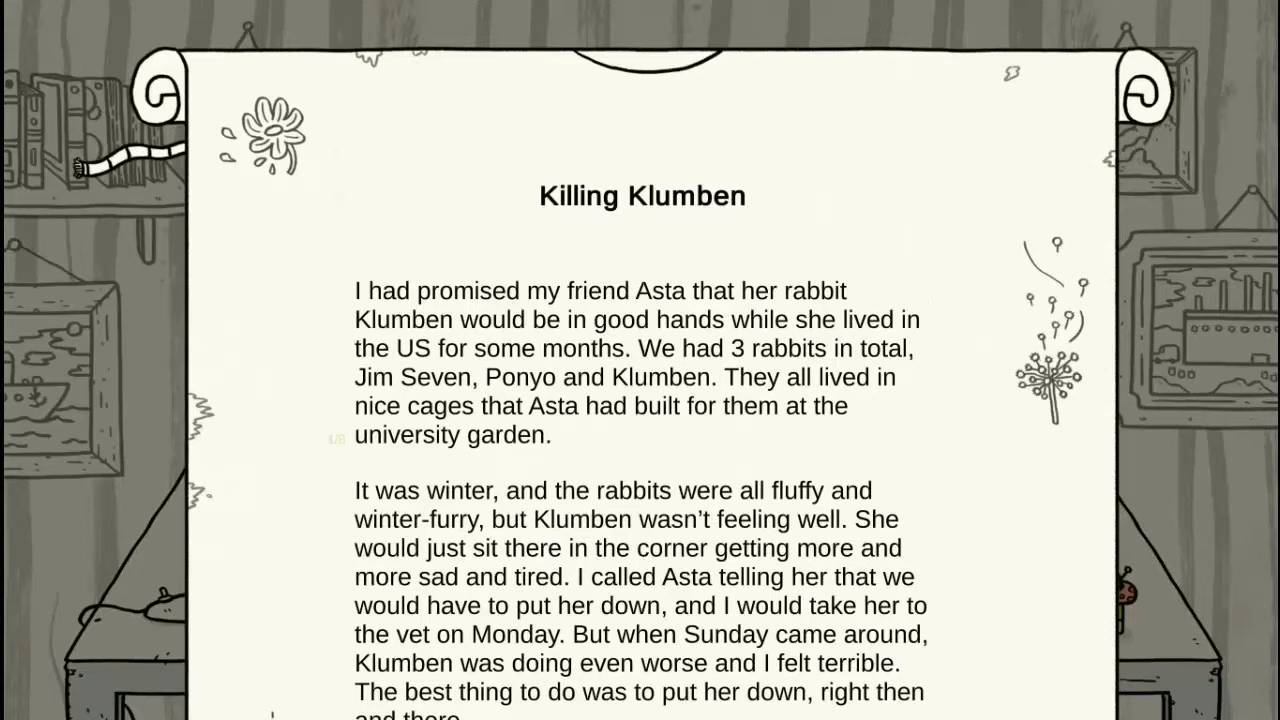 Killing Klumben
I had promised my friend Asta that her rabbit
Klumben would be in good hands while she lived in
the US for some months. We had 3 rabbits in total,
Jim Seven, Ponyo and Klumben. They all lived in
nice cages that Asta had built for them at the
university garden.
It was winter, and the rabbits were all fluffy and
winter-furry, but Klumben wasn’t feeling well. She
would just sit there in the corner getting more and
more sad and tired. I called Asta telling her that we
would have to put her down, and I would take her to
the vet on Monday. But when Sunday came around,
Klumben was doing even worse and I felt terrible.
The best thing to do was to put her down, right then
and there